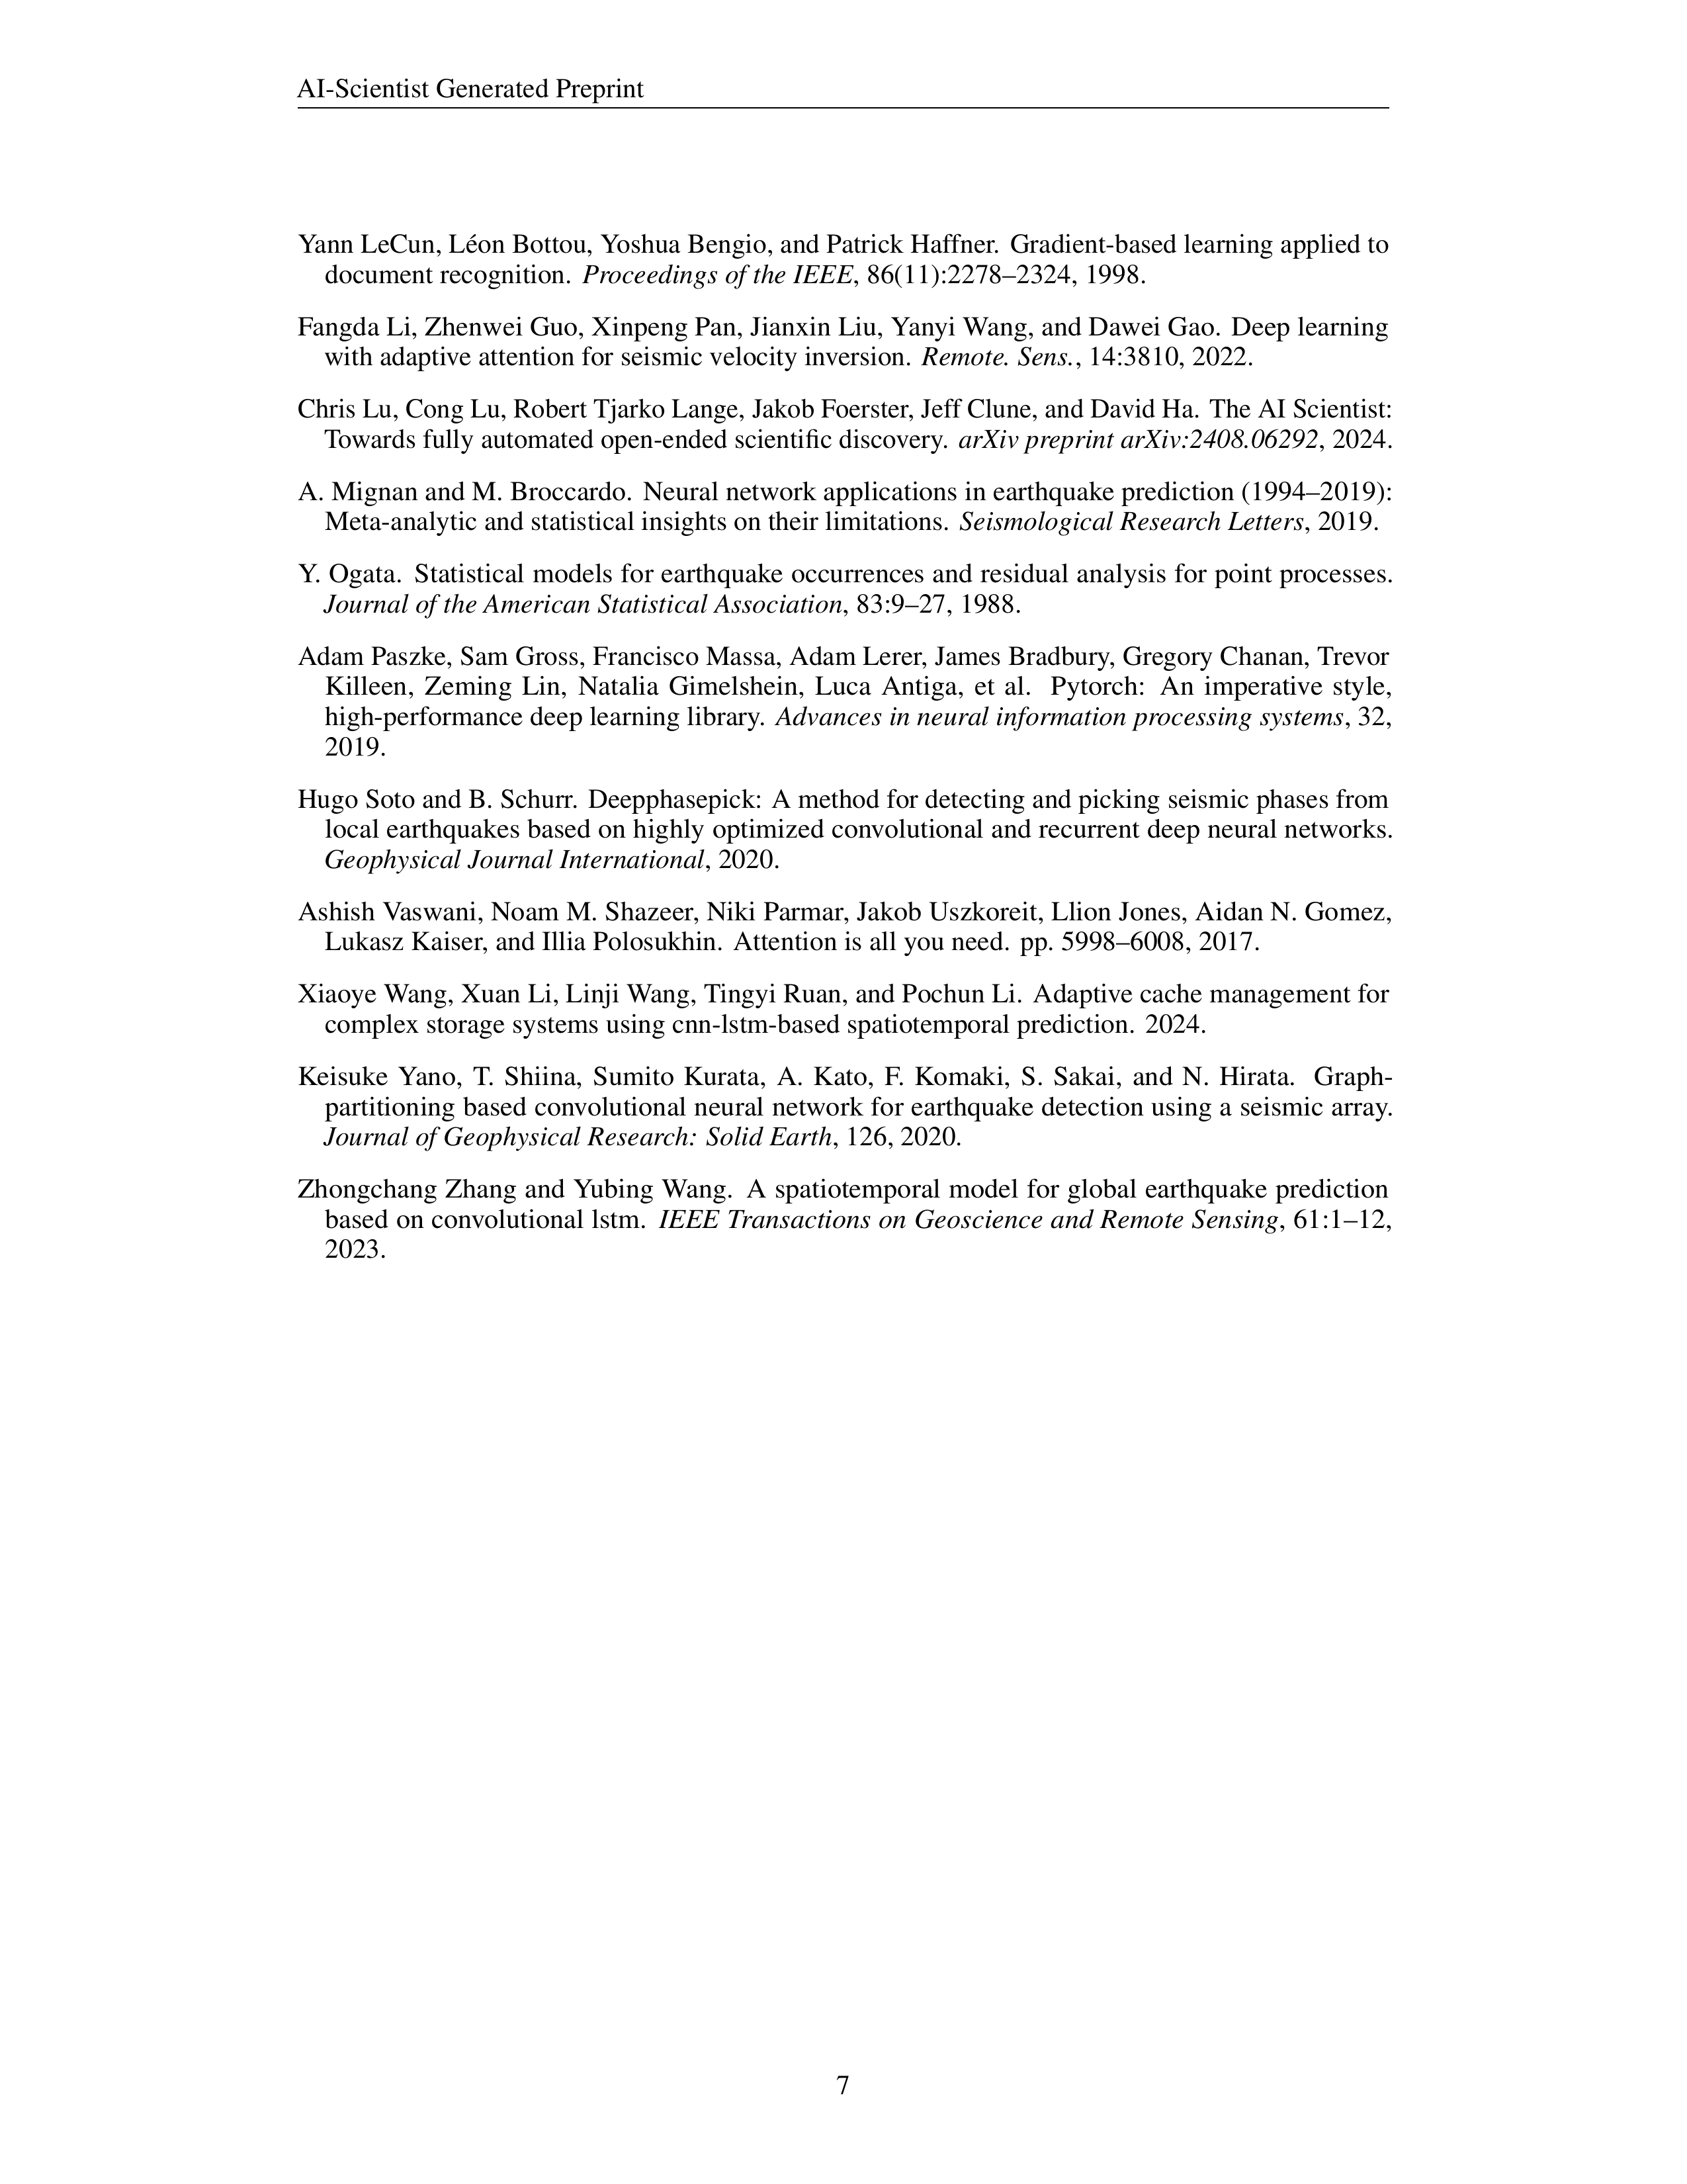 AI-Scientist Generated Preprint
Yann LeCun, Léon Bottou, Yoshua Bengio, and Patrick Haffner. Gradient-based learning applied to
document recognition. Proceedings of the IEEE, 86(11):2278–2324, 1998.
Fangda Li, Zhenwei Guo, Xinpeng Pan, Jianxin Liu, Yanyi Wang, and Dawei Gao. Deep learning
with adaptive attention for seismic velocity inversion. Remote. Sens., 14:3810, 2022.
Chris Lu, Cong Lu, Robert Tjarko Lange, Jakob Foerster, Jeff Clune, and David Ha. The AI Scientist:
Towards fully automated open-ended scientific discovery. arXiv preprint arXiv:2408.06292, 2024.
A. Mignan and M. Broccardo. Neural network applications in earthquake prediction (1994–2019):
Meta-analytic and statistical insights on their limitations. Seismological Research Letters, 2019.
Y. Ogata. Statistical models for earthquake occurrences and residual analysis for point processes.
Journal of the American Statistical Association, 83:9–27, 1988.
Adam Paszke, Sam Gross, Francisco Massa, Adam Lerer, James Bradbury, Gregory Chanan, Trevor
Killeen, Zeming Lin, Natalia Gimelshein, Luca Antiga, et al. Pytorch: An imperative style,
high-performance deep learning library. Advances in neural information processing systems, 32,
2019.
Hugo Soto and B. Schurr. Deepphasepick: A method for detecting and picking seismic phases from
local earthquakes based on highly optimized convolutional and recurrent deep neural networks.
Geophysical Journal International, 2020.
Ashish Vaswani, Noam M. Shazeer, Niki Parmar, Jakob Uszkoreit, Llion Jones, Aidan N. Gomez,
Lukasz Kaiser, and Illia Polosukhin. Attention is all you need. pp. 5998–6008, 2017.
Xiaoye Wang, Xuan Li, Linji Wang, Tingyi Ruan, and Pochun Li. Adaptive cache management for
complex storage systems using cnn-lstm-based spatiotemporal prediction. 2024.
Keisuke Yano, T. Shiina, Sumito Kurata, A. Kato, F. Komaki, S. Sakai, and N. Hirata. Graph-
partitioning based convolutional neural network for earthquake detection using a seismic array.
Journal of Geophysical Research: Solid Earth, 126, 2020.
Zhongchang Zhang and Yubing Wang. A spatiotemporal model for global earthquake prediction
based on convolutional lstm. IEEE Transactions on Geoscience and Remote Sensing, 61:1–12,
2023.
7